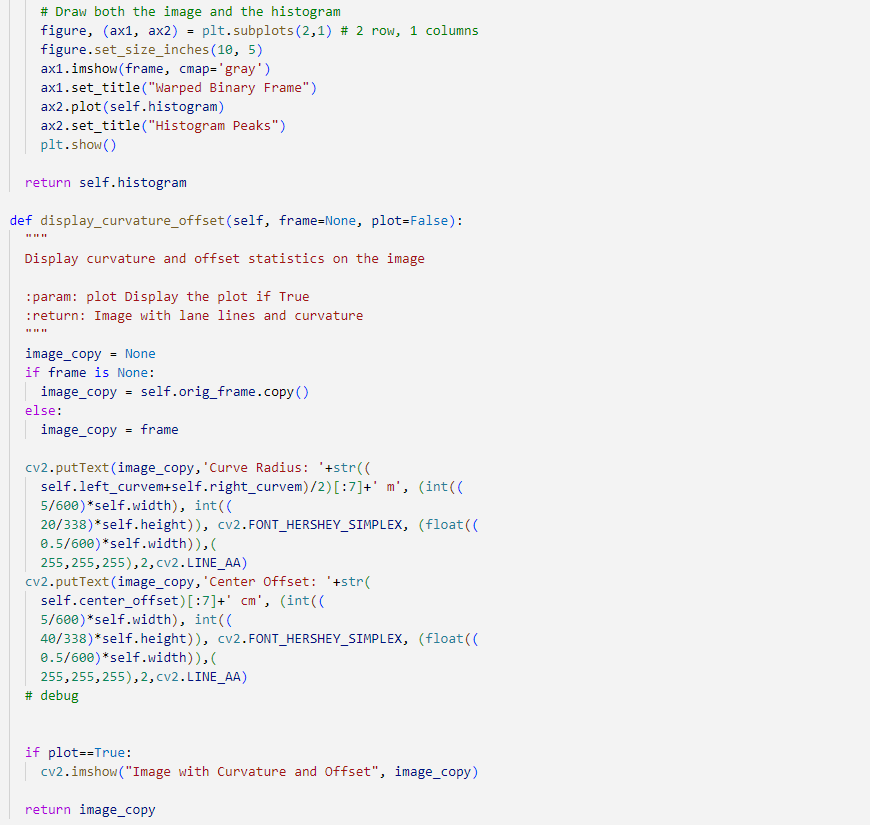 # Draw both the image and the histogram
figure, (ax1, ax2) = plt.subplots(2,1) # 2 row, 1 columns
figure.set_size_inches(10, 5)
ax1.imshow(frame, cmap='gray')
ax1.set_title("Warped Binary Frame")
ax2.plot(self.histogram)
ax2.set_title("Histogram Peaks")
plt.show()
return self.histogram
def display_curvature_offset(self, frame=None, plot=False):
"""
Display curvature and offset statistics on the image
:param: plot Display the plot if True
:return: Image with lane lines and curvature
"""
image_copy = None
if frame is None:
image_copy = self.orig_frame.copy()
else:
image_copy = frame
cv2.putText(image_copy,'Curve Radius: '+str((
self.left_curvem+self.right_curvem)/2)[:7]+' m', (int((
5/600)*self.width), int((
20/338)*self.height)), cv2.FONT_HERSHEY_SIMPLEX, (float((
0.5/600)*self.width)),(
255,255,255),2,cv2.LINE_AA)
cv2.putText(image_copy,'Center Offset: '+str(
self.center_offset)[:7]+' cm', (int((
5/600)*self.width), int((
40/338)*self.height)), cv2.FONT_HERSHEY_SIMPLEX, (float((
0.5/600)*self.width)),(
255,255,255),2,cv2.LINE_AA)
# debug
if plot==True:
cv2.imshow("Image with Curvature and Offset", image_copy)
return image_copy